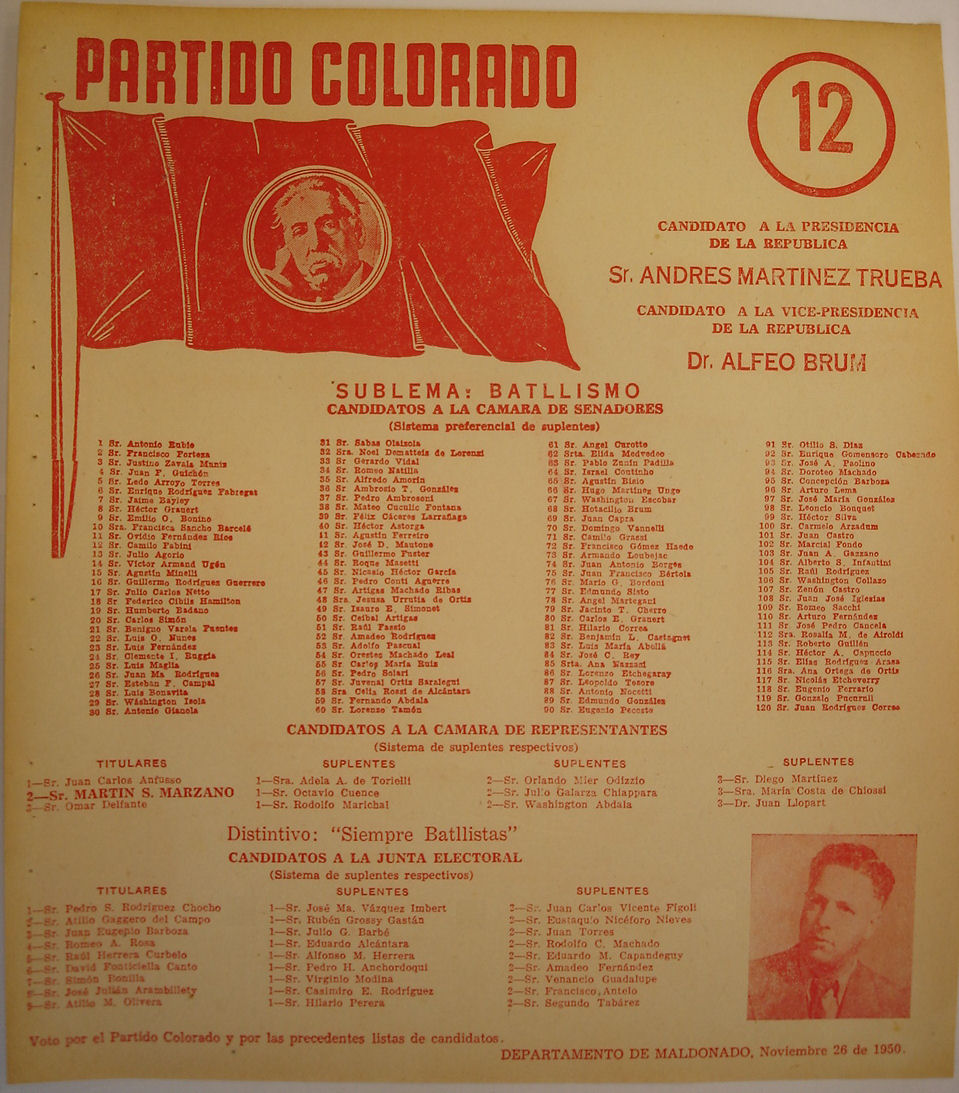 PARTIDO COLORADO
12
CANDIDATO A LA PRESIDENCIA
DE LA REPUBLICA
Sr. ANDRES MARTINEZ TRUEBA
CANDIDATO A LA VICE-PRESIDENCIA
DE LA REPUBLICA
Dr. ALFEO BRUM
SUBLEMA: BATLLISMO
CANDIDATOS A LA CAMARA DE SENADORES
(Sistema preferencial de suplentes)
1 Sr. Antonio Rubio
2 Sr. Francisco Forteza
3 Sr. Justino Zavala Muniz
4 Sr. Juan F. Guichón
5 Sr. Ledo Arroyo Torres
6 Sr. Enrique Rodríguez Fabregat
7 Sr. Jaime Bayley
8 Sr. Héctor Grauert
9 Sr. Emilio O. Bonino
10 Sra. Francisca Sancho Barceló
11 Sr. Ovidio Fernández Ríos
12 Sr. Camilo Fabini
13 Sr. Julio Agorio
14 Sr. Víctor Armand Ugón
15 Sr. Agustín Minelli
16 Sr. Guillermo Rodríguez Guerrero
17 Sr. Julio Carlos Netto
18 Sr. Federico Cibils Hamilton
19 Sr. Humberto Badano
20 Sr. Carlos Simón
21 Sr. Benigno Varela Fuentes
22 Sr. Luis O. Nunes
23 Sr. Luis Fernández
24 Sr. Clemente I. Ruggia
25 Sr. Luis Maglia
26 Sr. Juan Ma Rodríguez
27 Sr. Esteban F. Campal
28 Sr. Luis Bonavita
29 Sr. Wáshington Isola
30 Sr. Antonio Gianola
31 Sr. Sabas Olaizola
32 Sra. Noel Dematteis de Lorenzi
33 Sr. Gerardo Vidal
34 Sr. Romeo Natilla
35 Sr. Alfredo Amorín
36 Sr. Ambrosio T. González
37 Sr. Pedro Ambrosoni
38 Sr. Mateo Cuculic Fontana
39 Sr. Félix Cáceres Larrañaga
40 Sr. Héctor Astorga
41 Sr. Agustín Ferreiro
42 Sr. José D. Mautone
43 Sr. Guillermo Fuster
44 Sr. Roque Masetti
45 Sr. Nicasio Héctor García
46 Sr. Pedro Conti Aguerre
47 Sr. Artigas Machado Ribas
48 Sra. Jesusa Urrutia de Ortiz
49 Sr. Isauro E. Simonet
50 Sr. Ceibal Artigas
51 Sr. Raúl Fassio
52 Sr. Amadeo Rodríguez
53 Sr. Adolfo Pascual
54 Sr. Orestes Machado Leal
55 Sr. Carlos María Ruiz
56 Sr. Pedro Solari
57 Sr. Juvenal Ortiz Saralegui
58 Sra Celia Rossi de Alcántara
59 Sr. Fernando Abdala
60 Sr. Lorenzo Tamón
61 Sr. Angel Curotto
62 Srta. Elida Medvedeo
63 Sr. Pablo Zunín Padilla
64 Sr. Israel Continho
65 Sr. Agustín Bisio
66 Sr. Hugo Martínez Ungo
67 Sr. Washington Escobar
68 Sr. Hotacilio Brum
69 Sr. Juan Capra
70 Sr. Domingo Vannelli
71 Sr. Camilo Grassi
72 Sr. Francisco Gómez Haedo
73 Sr. Armando Loubejac
74 Sr. Juan Antonio Borges
75 Sr. Juan Francisco Bértola
76 Sr. Mario G. Bordoni
77 Sr. Edmundo Sisto
78 Sr. Angel Martegani
79 Sr. Jacinto T. Cherro
80 Sr. Carlos E. Granert
81 Sr. Hilario Correa
82 Sr. Benjamín L. Castagnet
83 Sr. Luis María Abollá
84 Sr. José C. Rey
85 Srta. Ana Nazzani
86 Sr. Lorenzo Etchegaray
87 Sr. Leopoldo Tosoro
88 Sr. Antonio Nocetti
89 Sr. Edmundo González
90 Sr. Eugenio Pecoste
91 Sr. Otilio S. Diaz
92 Sr. Enrique Gomensoro Cabezudo
93 Sr. José A. Paolino
94 Sr. Doroteo Machado
95 Sr. Concepción Barboza
96 Sr. Arturo Lema
97 Sr. José María González
98 Sr. Leoncio Bouquet
99 Sr. Héctor Silva
100 Sr. Carmelo Arzadum
101 Sr. Juan Castro
102 Sr. Marcial Fondo
103 Sr. Juan A. Gazzano
104 Sr. Alberto S. Infantini
105 Sr. Raúl Rodríguez
106 Sr. Washington Collazo
107 Sr. Zenón Castro
108 Sr. Juan José Iglesias
109 Sr. Romeo Sacchi
110 Sr. Arturo Fernández
111 Sr. José Pedro Cancela
112 Sra. Rosalía M. de Airoldi
113 Sr. Roberto Guillén
114 Sr. Héctor A. Capuccio
115 Sr. Elías Rodríguez Arasa
116 Sra. Ana Ortega de Ortis
117 Sr. Nicolás Etcheverry
118 Sr. Eugenio Ferrario
119 Sr. Gonzalo Pucurull
120 Sr. Juan Rodríguez Correa
CANDIDATOS A LA CAMARA DE REPRESENTANTES
(Sistema de suplentes respectivos)
TITULARES
1—Sr. Juan Carlos Anfusso
2—Sr. MARTIN S. MARZANO
3—Sr. Omar Delfante
SUPLENTES
1—Sra. Adela A. de Torielli
1—Sr. Octavio Cuence
1—Sr. Rodolfo Marichal
SUPLENTES
2—Sr. Orlando Mier Odizzio
2—Sr. Julio Galarza Chiappara
2—Sr. Washington Abdala
SUPLENTES
3—Sr. Diego Martínez
3—Sra. María Costa de Chiossi
3—Dr. Juan Llopart
Distintivo: "Siempre Batllistas"
CANDIDATOS A LA JUNTA ELECTORAL
(Sistema de suplentes respectivos)
TITULARES
1—Sr. Pedro S. Rodríguez Chocho
2—Sr. Atilio Gaggero del Campo
3—Sr. Juan Eugenio Barboza
4—Sr. Romeo A. Rosa
5—Sr. Raúl Herrera Curbelo
6—Sr. David Fonticiella Canto
7—Sr. Simón Bonilla
8—Sr. José Julián Arambillety
9—Sr. Atilio M. Olivera
SUPLENTES
1—Sr. José Ma. Vázquez Imbert
1—Sr. Rubén Grossy Gastán
1—Sr. Julio G. Barbé
1—Sr. Eduardo Alcántara
1—Sr. Alfonso M. Herrera
1—Sr. Pedro H. Anchordoqui
1—Sr. Virginio Modina
1—Sr. Casimiro E. Rodríguez
1—Sr. Hilario Perera
SUPLENTES
2—Sr. Juan Carlos Vicente Fígoli
2—Sr. Eustaquio Nicéforo Nieves
2—Sr. Juan Torres
2—Sr. Rodolfo C. Machado
2—Sr. Eduardo M. Capandeguy
2—Sr. Amadeo Fernández
2—Sr. Venancio Guadalupe
2—Sr. Francisco Antelo
2—Sr. Segundo Tabárez
Voto por el Partido Colorado y por las precedentes listas de candidatos.
DEPARTAMENTO DE MALDONADO, Noviembre 26 de 1950.